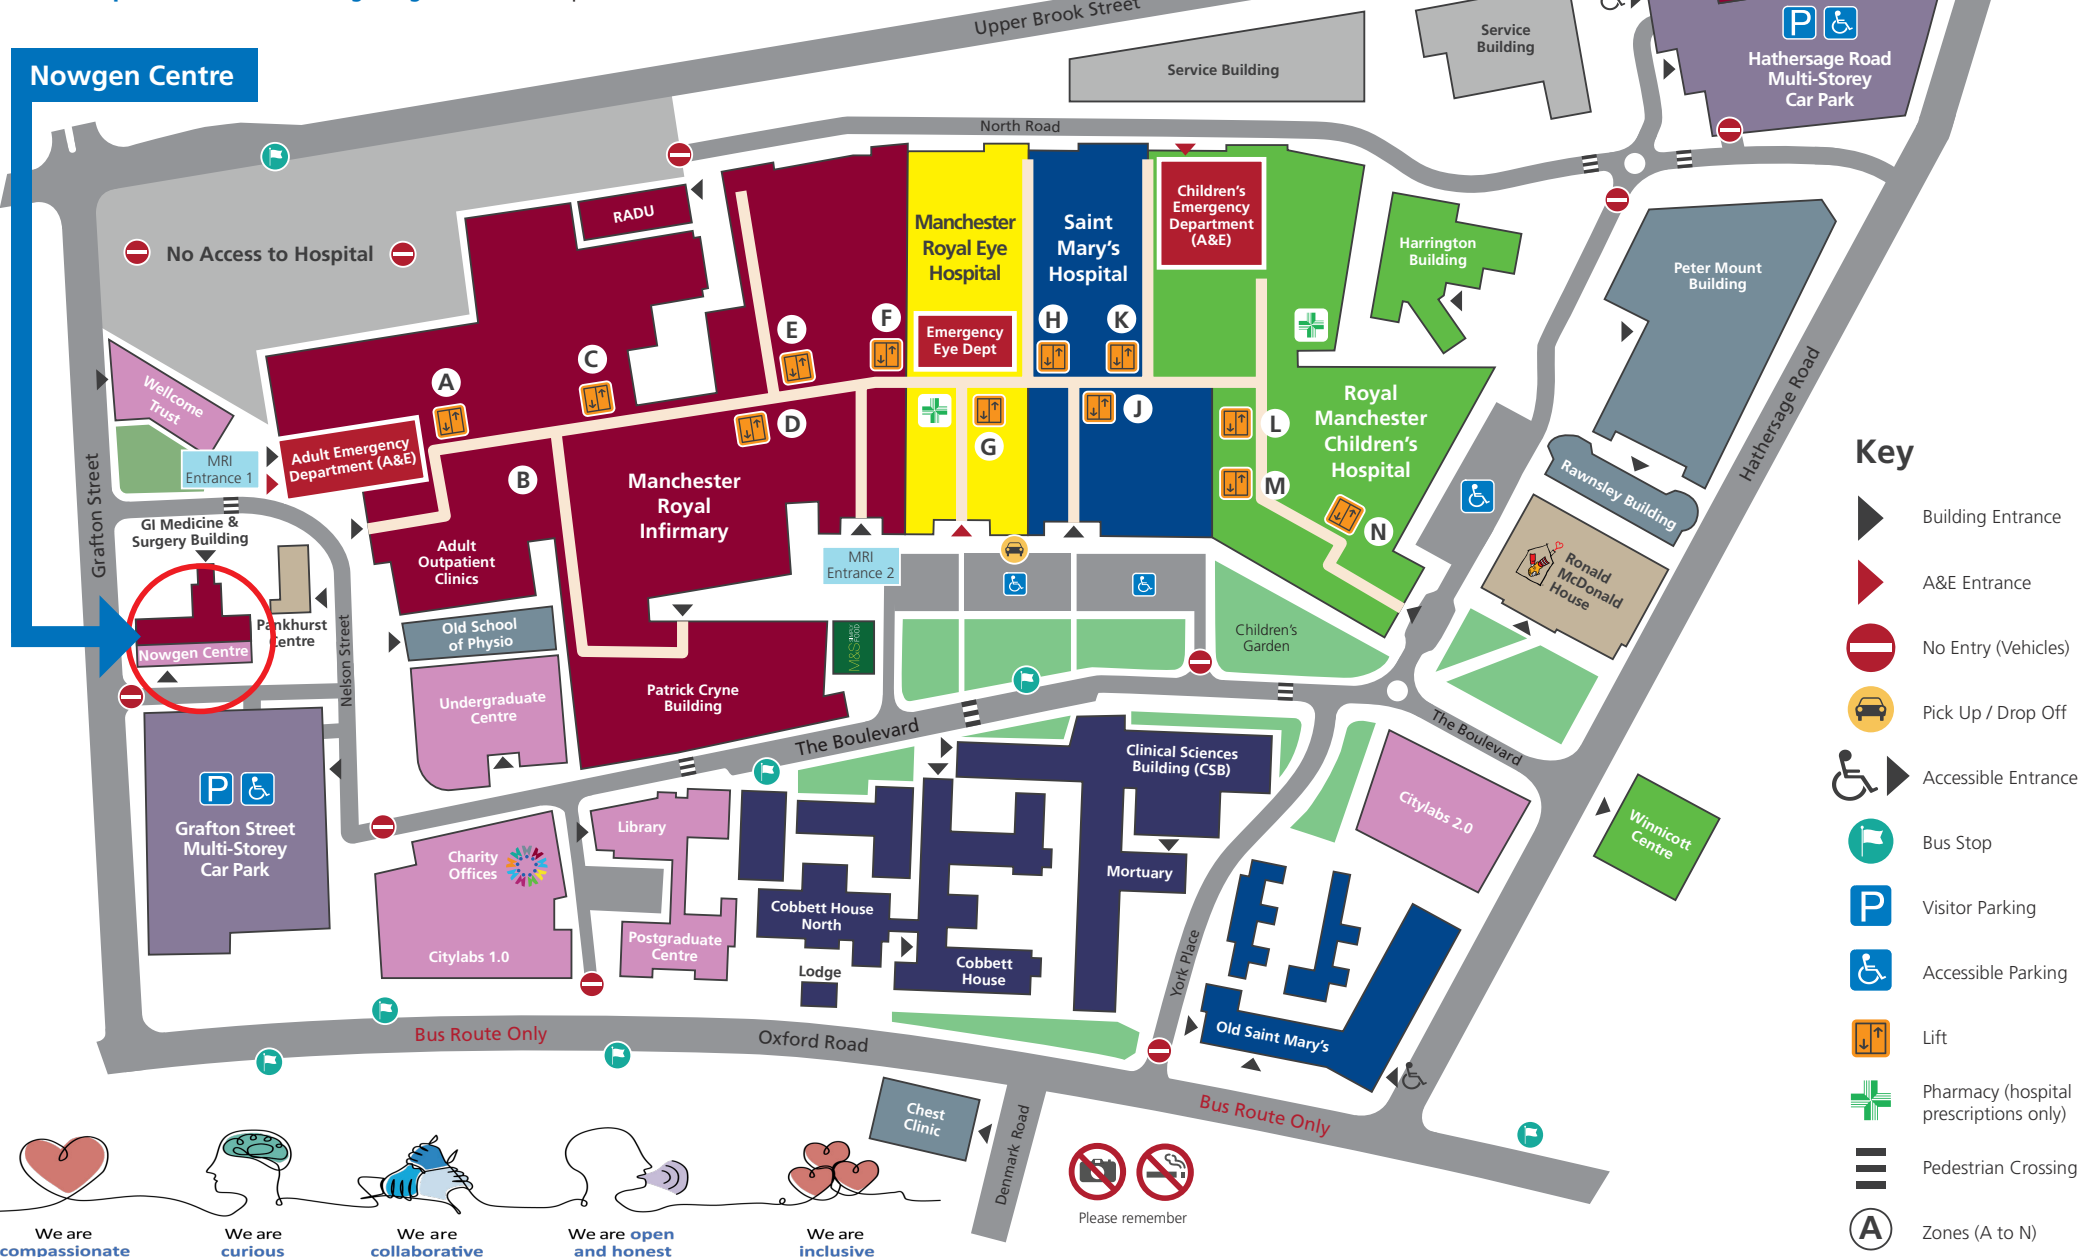 Upper Brook Street
Nowgen Centre
Service Building
Service
Building
Hathersage Road
Multi-Storey
Car Park
North Road
No Access to Hospital
RADU
Manchester
Royal Eye
Hospital
Saint
Mary's
Hospital
Children's
Emergency
Department
(A&E)
Harrington
Building
Peter Mount
Building
Emergency
Eye Dept
A
C
E
F
H
K
D
B
G
J
L
M
N
Wellcome
Trust
Adult Emergency
Department (A&E)
MRI
Entrance 1
Manchester
Royal
Infirmary
Royal
Manchester
Children's
Hospital
Hathersage Road
Rawnsley Building
Ronald
McDonald
House
Grafton Street
GI Medicine &
Surgery Building
Adult
Outpatient
Clinics
MRI
Entrance 2
Pankhurst
Centre
Nowgen Centre
Nelson Street
Old School
of Physio
M&S SIMPLY FOOD
Children's
Garden
Undergraduate
Centre
Patrick Cryne
Building
The Boulevard
The Boulevard
Clinical Sciences
Building (CSB)
Citylabs 2.0
Winnicott
Centre
Grafton Street
Multi-Storey
Car Park
Charity
Offices
Library
Mortuary
Cobbett House
North
Citylabs 1.0
Postgraduate
Centre
Lodge
Cobbett
House
York Place
Old Saint Mary's
Bus Route Only
Oxford Road
Bus Route Only
Chest
Clinic
Denmark Road
Please remember
We are
compassionate
We are
curious
We are
collaborative
We are open
and honest
We are
inclusive
Key
Building Entrance
A&E Entrance
No Entry (Vehicles)
Pick Up / Drop Off
Accessible Entrance
Bus Stop
P
Visitor Parking
Accessible Parking
Lift
Pharmacy (hospital
prescriptions only)
Pedestrian Crossing
A
Zones (A to N)
P
P